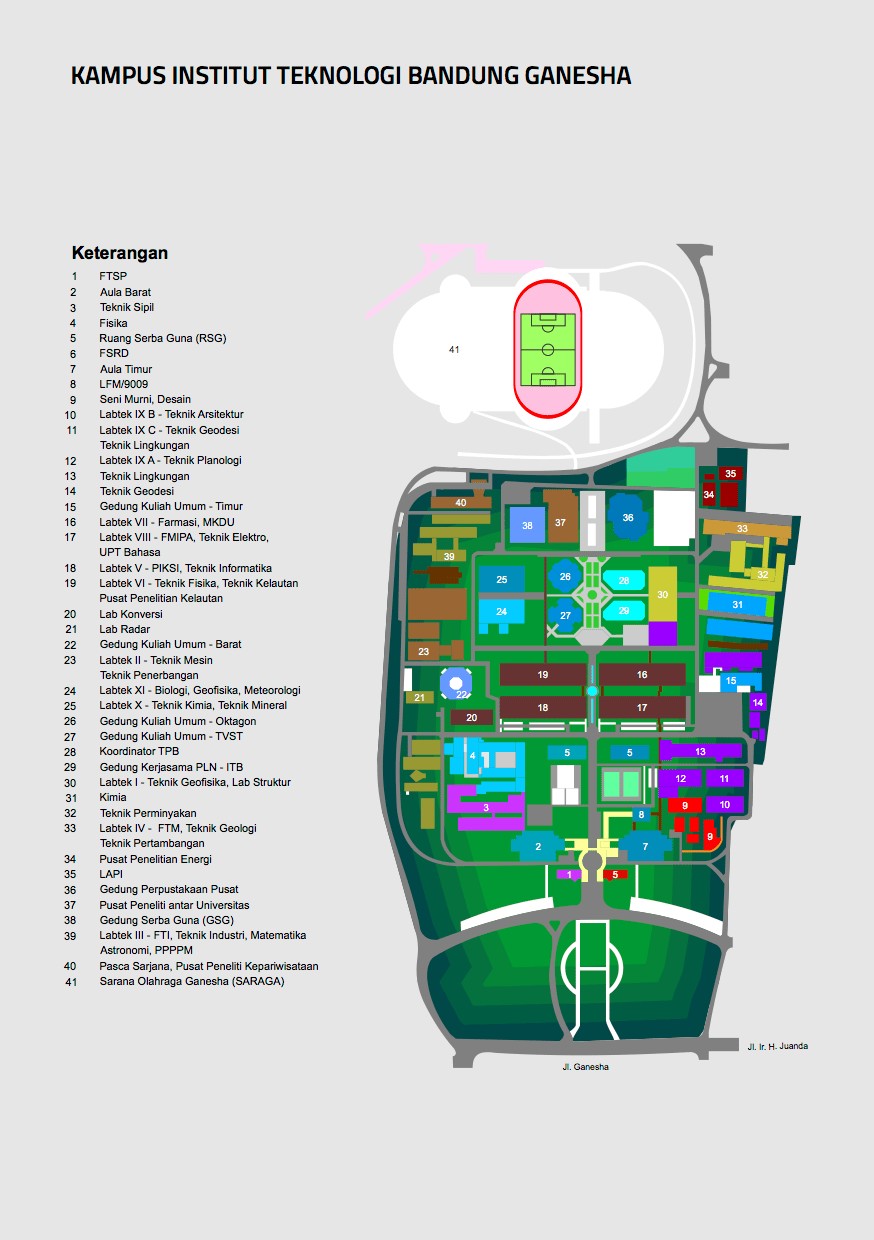 KAMPUS INSTITUT TEKNOLOGI BANDUNG GANESHA
Keterangan
1 FTSP
2 Aula Barat
3 Teknik Sipil
4 Fisika
5 Ruang Serba Guna (RSG)
6 FSRD
7 Aula Timur
8 LFM/9009
9 Seni Murni, Desain
10 Labtek IX B - Teknik Arsitektur
11 Labtek IX C - Teknik Geodesi
Teknik Lingkungan
12 Labtek IX A - Teknik Planologi
13 Teknik Lingkungan
14 Teknik Geodesi
15 Gedung Kuliah Umum - Timur
16 Labtek VII - Farmasi, MKDU
17 Labtek VIII - FMIPA, Teknik Elektro,
UPT Bahasa
18 Labtek V - PIKSI, Teknik Informatika
19 Labtek VI - Teknik Fisika, Teknik Kelautan
Pusat Penelitian Kelautan
20 Lab Konversi
21 Lab Radar
22 Gedung Kuliah Umum - Barat
23 Labtek II - Teknik Mesin
Teknik Penerbangan
24 Labtek XI - Biologi, Geofisika, Meteorologi
25 Labtek X - Teknik Kimia, Teknik Mineral
26 Gedung Kuliah Umum - Oktagon
27 Gedung Kuliah Umum - TVST
28 Koordinator TPB
29 Gedung Kerjasama PLN - ITB
30 Labtek I - Teknik Geofisika, Lab Struktur
31 Kimia
32 Teknik Perminyakan
33 Labtek IV - FTM, Teknik Geologi
Teknik Pertambangan
34 Pusat Penelitian Energi
35 LAPI
36 Gedung Perpustakaan Pusat
37 Pusat Peneliti antar Universitas
38 Gedung Serba Guna (GSG)
39 Labtek III - FTI, Teknik Industri, Matematika
Astronomi, PPPPM
40 Pasca Sarjana, Pusat Peneliti Kepariwisataan
41 Sarana Olahraga Ganesha (SARAGA)
41
35
34
40
38
37
36
33
39
32
25
26
28
30
31
24
27
29
23
19
16
15
22
21
14
18
17
20
4
5
5
13
12
11
3
9
10
8
9
2
7
1
5
Jl. Ir. H. Juanda
Jl. Ganesha